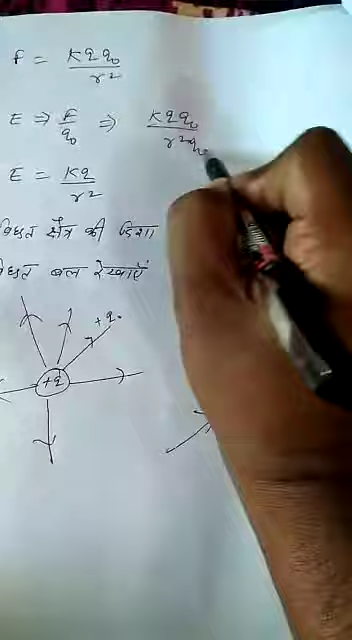 F = Kqq₀/r²
E ⇒ F/q₀ ⇒ Kqq₀/r²q₀
E = Kq/r²
विद्युत क्षेत्र की दिशा
विद्युत बल रेखाएं
+q₀
+q